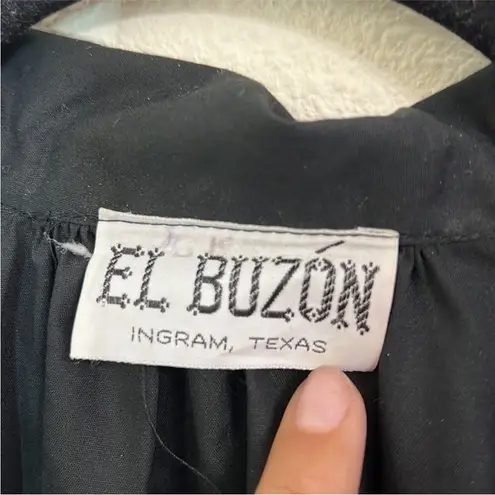 EL BUZÓN
INGRAM, TEXAS